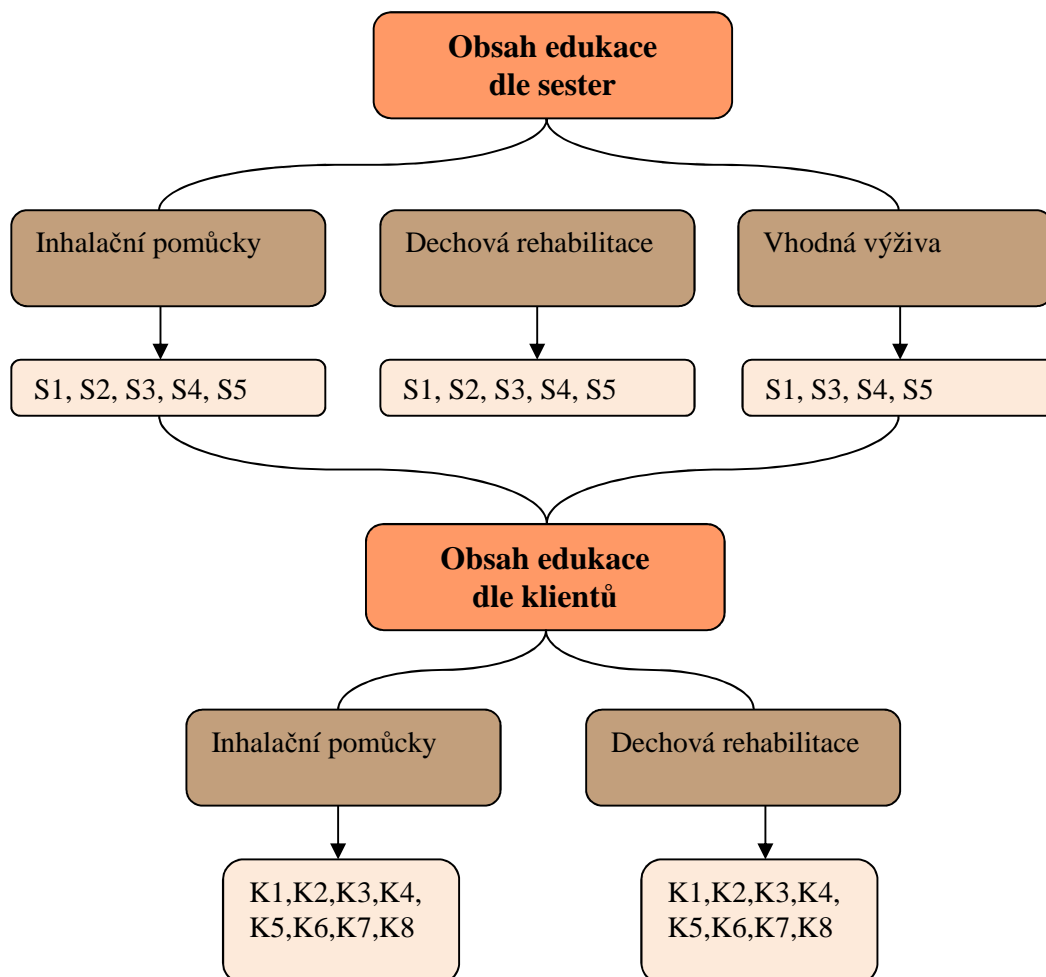 Obsah edukace
dle sester
Inhalační pomůcky
Dechová rehabilitace
Vhodná výživa
S1, S2, S3, S4, S5
S1, S2, S3, S4, S5
S1, S3, S4, S5
Obsah edukace
dle klientů
Inhalační pomůcky
Dechová rehabilitace
K1,K2,K3,K4,
K5,K6,K7,K8
K1,K2,K3,K4,
K5,K6,K7,K8